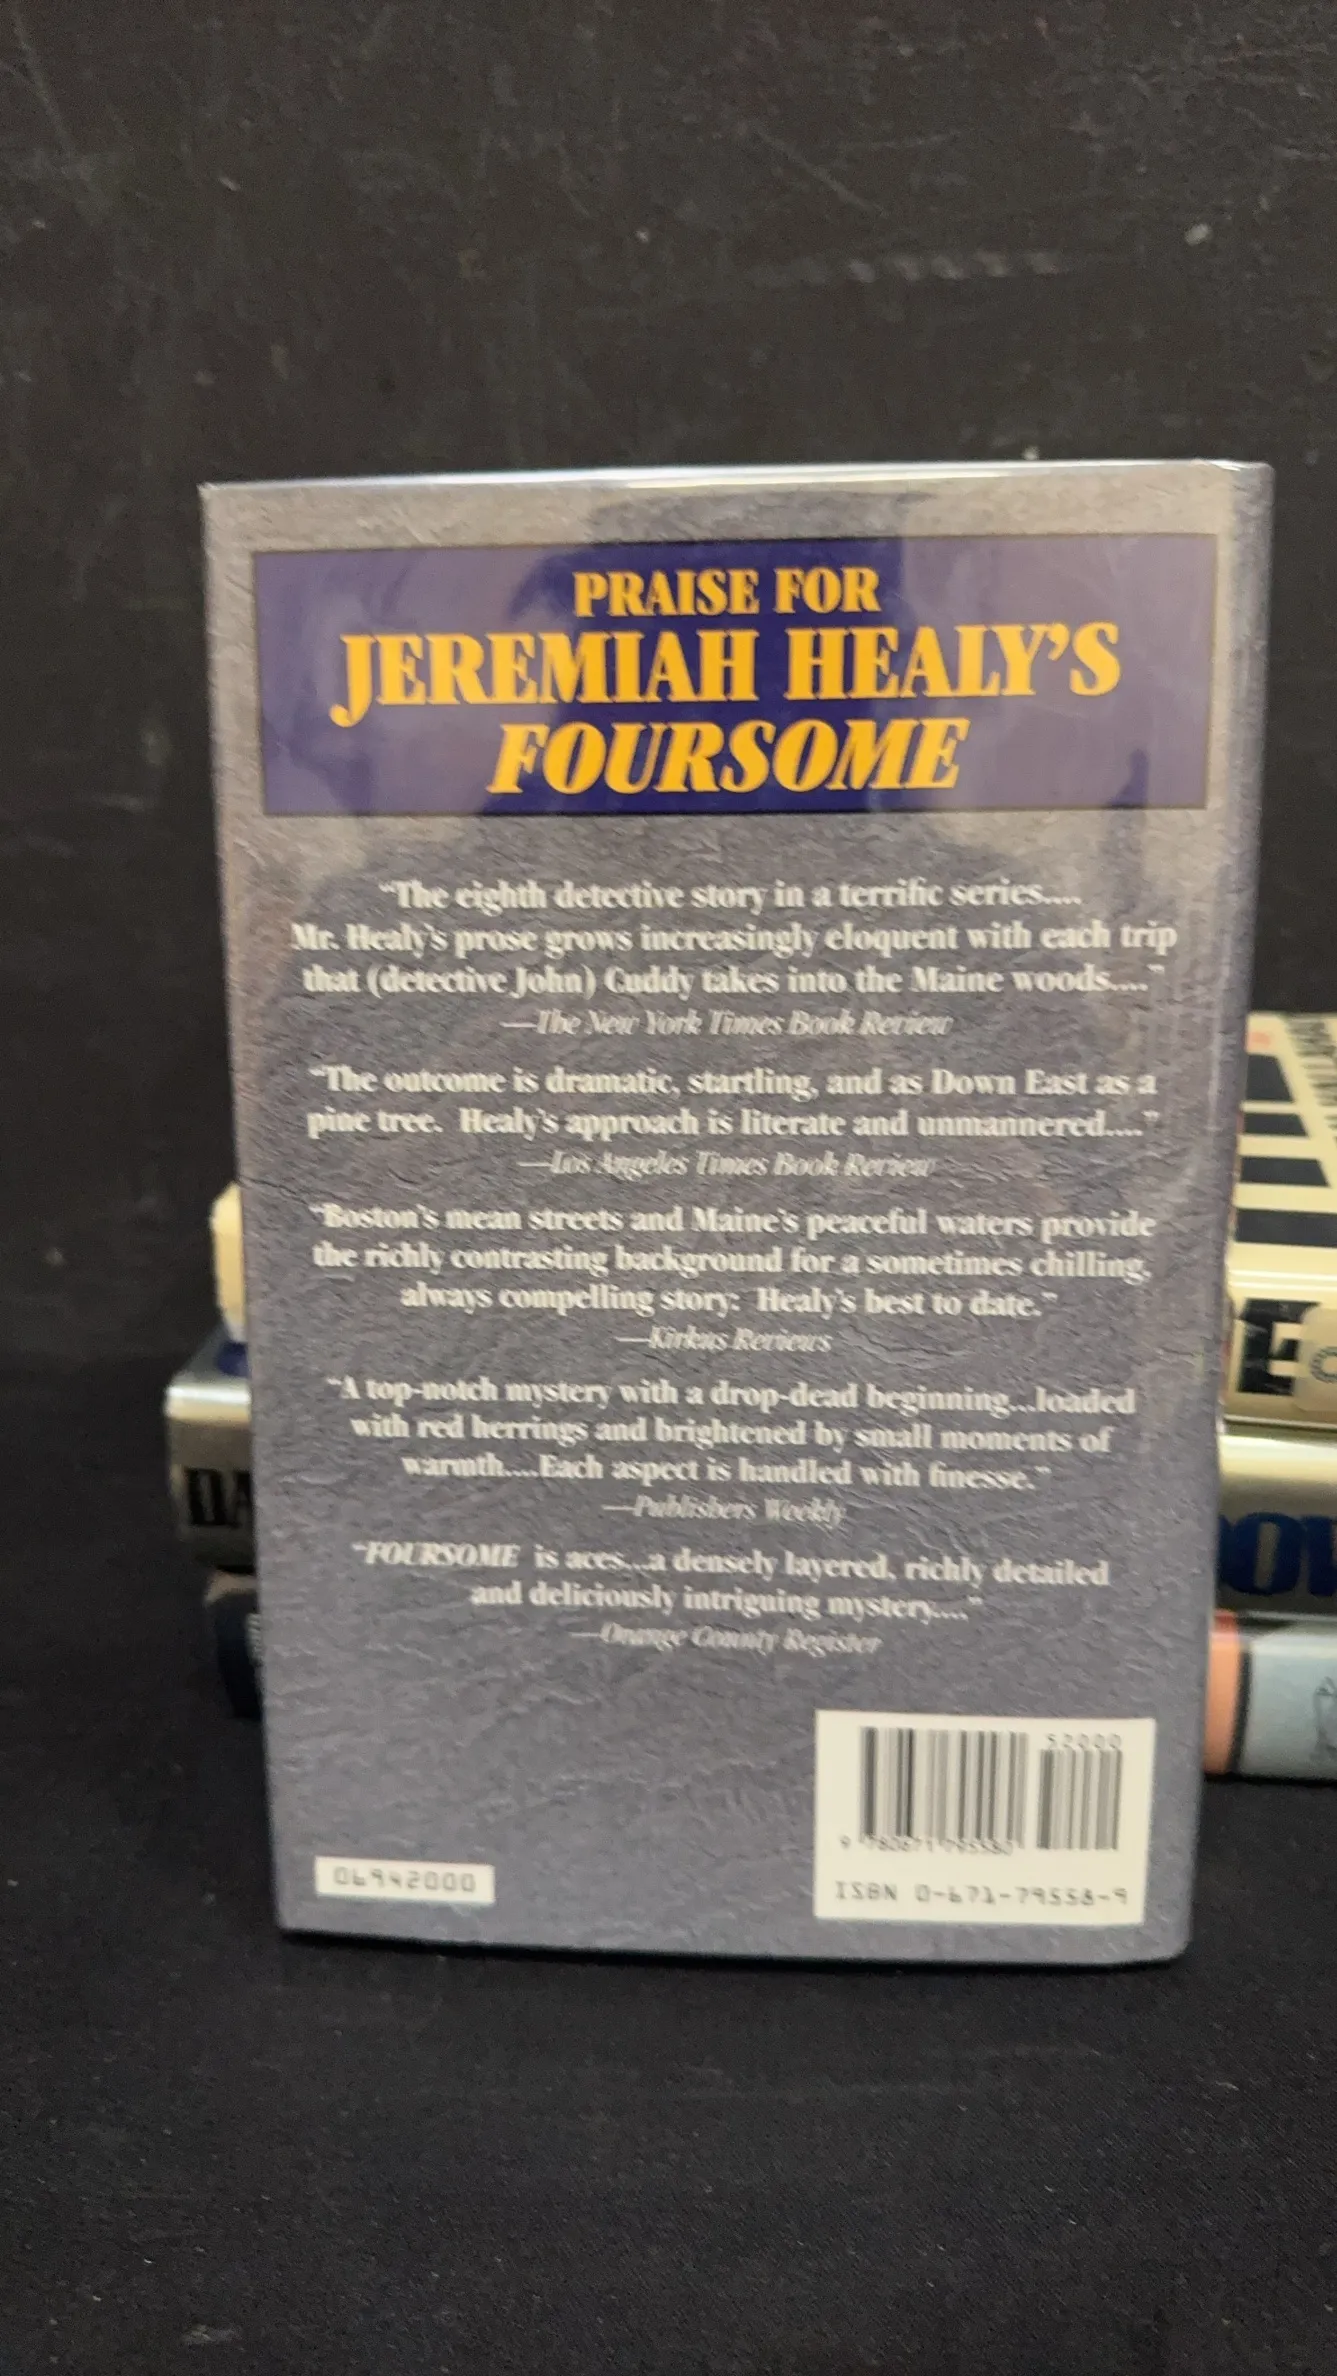 PRAISE FOR
JEREMIAH HEALY'S
FOURSOME
“The eighth detective story in a terrific series....
Mr. Healy's prose grows increasingly eloquent with each trip
that (detective John) Cuddy takes into the Maine woods....”
—The New York Times Book Review
“The outcome is dramatic, startling, and as Down East as a
pine tree. Healy's approach is literate and unmannered....”
—Los Angeles Times Book Review
“Boston's mean streets and Maine's peaceful waters provide
the richly contrasting background for a sometimes chilling,
always compelling story: Healy's best to date.”
—Kirkus Reviews
“A top-notch mystery with a drop-dead beginning...loaded
with red herrings and brightened by small moments of
warmth....Each aspect is handled with finesse.”
—Publishers Weekly
“FOURSOME is aces...a densely layered, richly detailed
and deliciously intriguing mystery....”
—Orange County Register
52000
9 780671 795580
ISBN 0-671-79558-9
06942000
DA